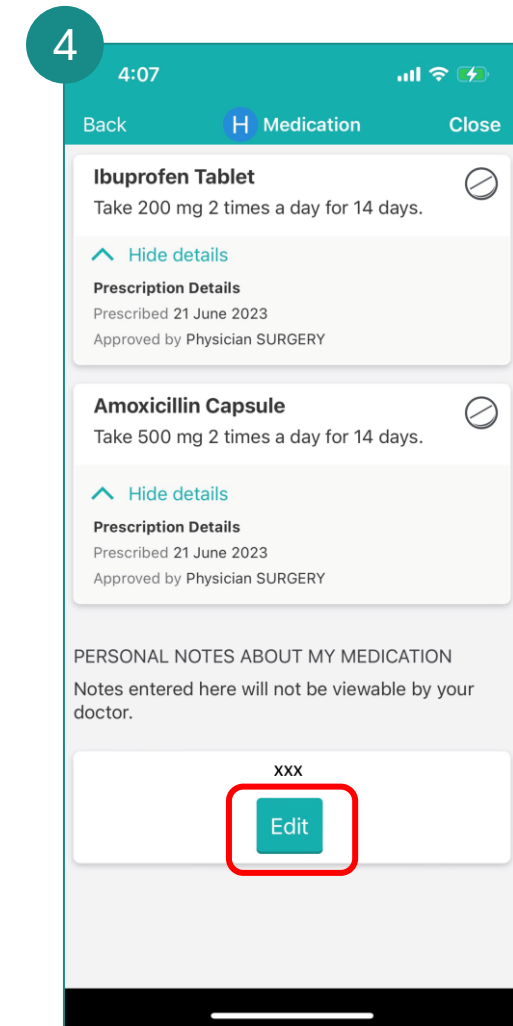 4
4:07
Back H Medication Close
Ibuprofen Tablet
Take 200 mg 2 times a day for 14 days.
Hide details
Prescription Details
Prescribed 21 June 2023
Approved by Physician SURGERY
Amoxicillin Capsule
Take 500 mg 2 times a day for 14 days.
Hide details
Prescription Details
Prescribed 21 June 2023
Approved by Physician SURGERY
PERSONAL NOTES ABOUT MY MEDICATION
Notes entered here will not be viewable by your
doctor.
xxx
Edit